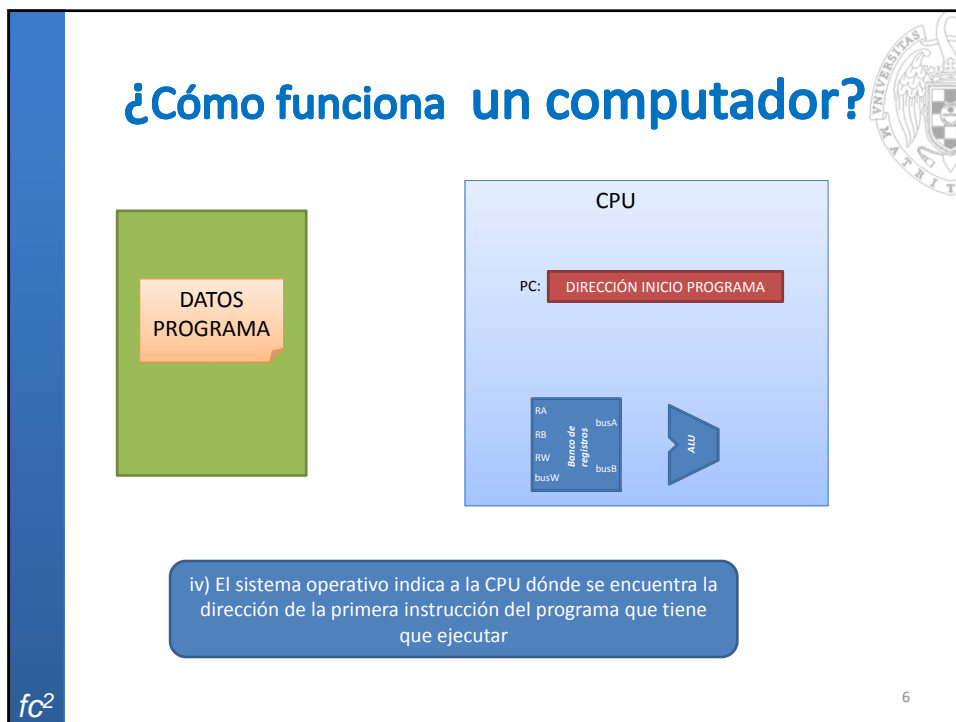 ¿Cómo funciona un computador?
CPU
PC: DIRECCIÓN INICIO PROGRAMA
DATOS
PROGRAMA
RA
RB
RW
busW
Banco de
registros
busA
busB
ALU
iv) El sistema operativo indica a la CPU dónde se encuentra la
dirección de la primera instrucción del programa que tiene
que ejecutar
fc²
6